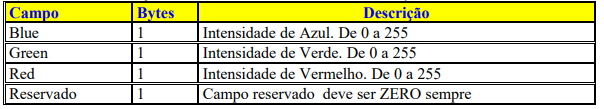 Campo Bytes Descrição
Blue 1 Intensidade de Azul. De 0 a 255
Green 1 Intensidade de Verde. De 0 a 255
Red 1 Intensidade de Vermelho. De 0 a 255
Reservado 1 Campo reservado deve ser ZERO sempre